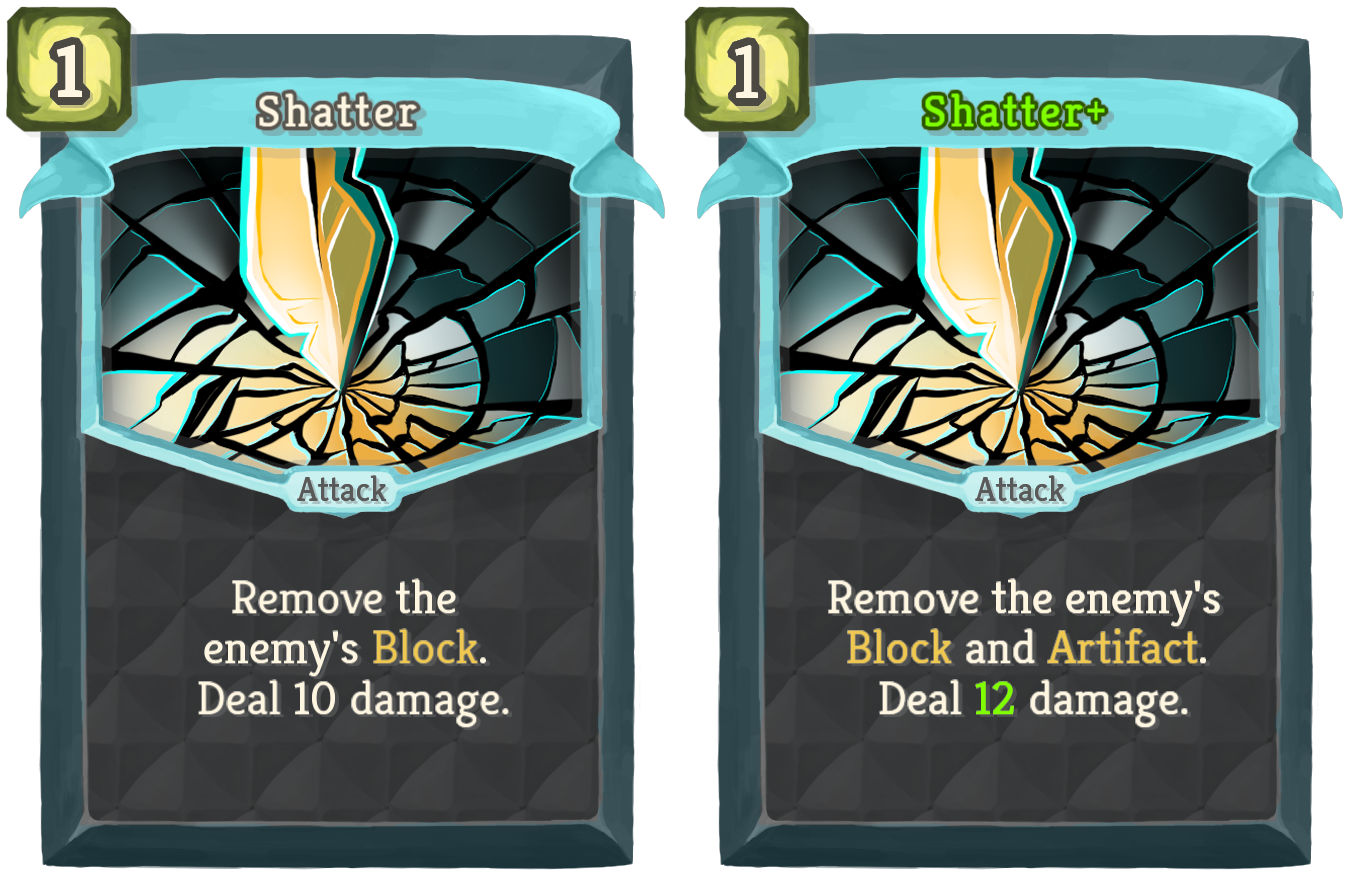 1
Shatter
Attack
Remove the
enemy's Block.
Deal 10 damage.
1
Shatter+
Attack
Remove the enemy's
Block and Artifact.
Deal 12 damage.